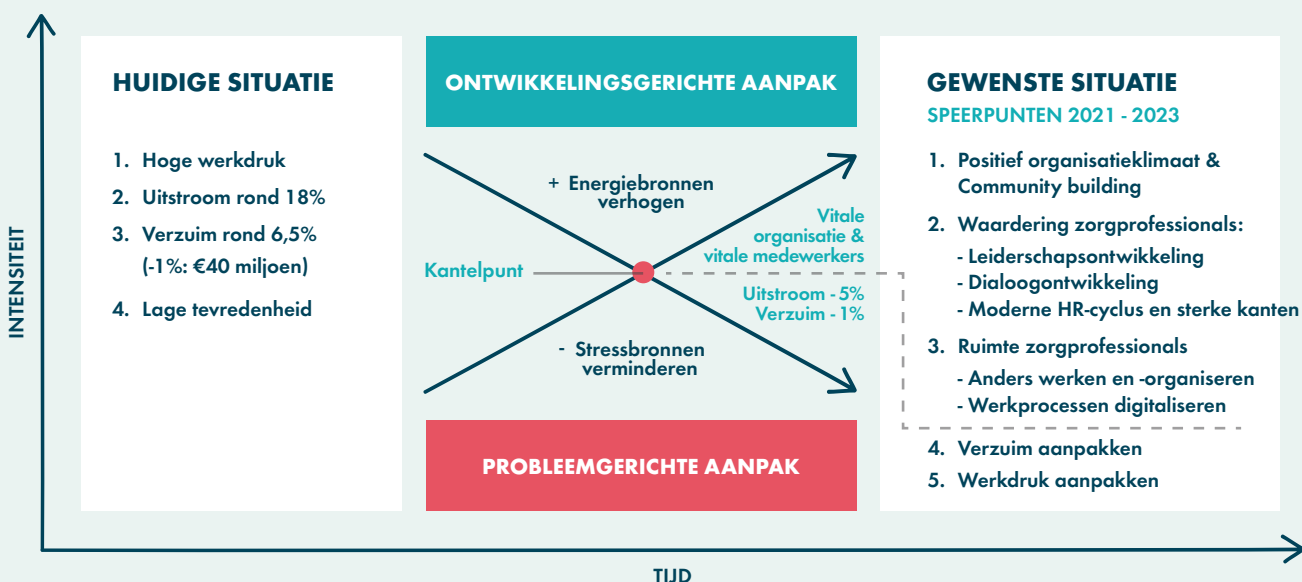 INTENSITEIT
HUIDIGE SITUATIE
1. Hoge werkdruk
2. Uitstroom rond 18%
3. Verzuim rond 6,5%
(-1%: €40 miljoen)
4. Lage tevredenheid
ONTWIKKELINGSGERICHTE AANPAK
+ Energiebronnen
verhogen
Vitale
organisatie &
vitale medewerkers
Kantelpunt
Uitstroom - 5%
Verzuim - 1%
- Stressbronnen
verminderen
PROBLEEMGERICHTE AANPAK
GEWENSTE SITUATIE
SPEERPUNTEN 2021 - 2023
1. Positief organisatieklimaat &
Community building
2. Waardering zorgprofessionals:
- Leiderschapsontwikkeling
- Dialoogontwikkeling
- Moderne HR-cyclus en sterke kanten
3. Ruimte zorgprofessionals
- Anders werken en -organiseren
- Werkprocessen digitaliseren
4. Verzuim aanpakken
5. Werkdruk aanpakken
TIJD